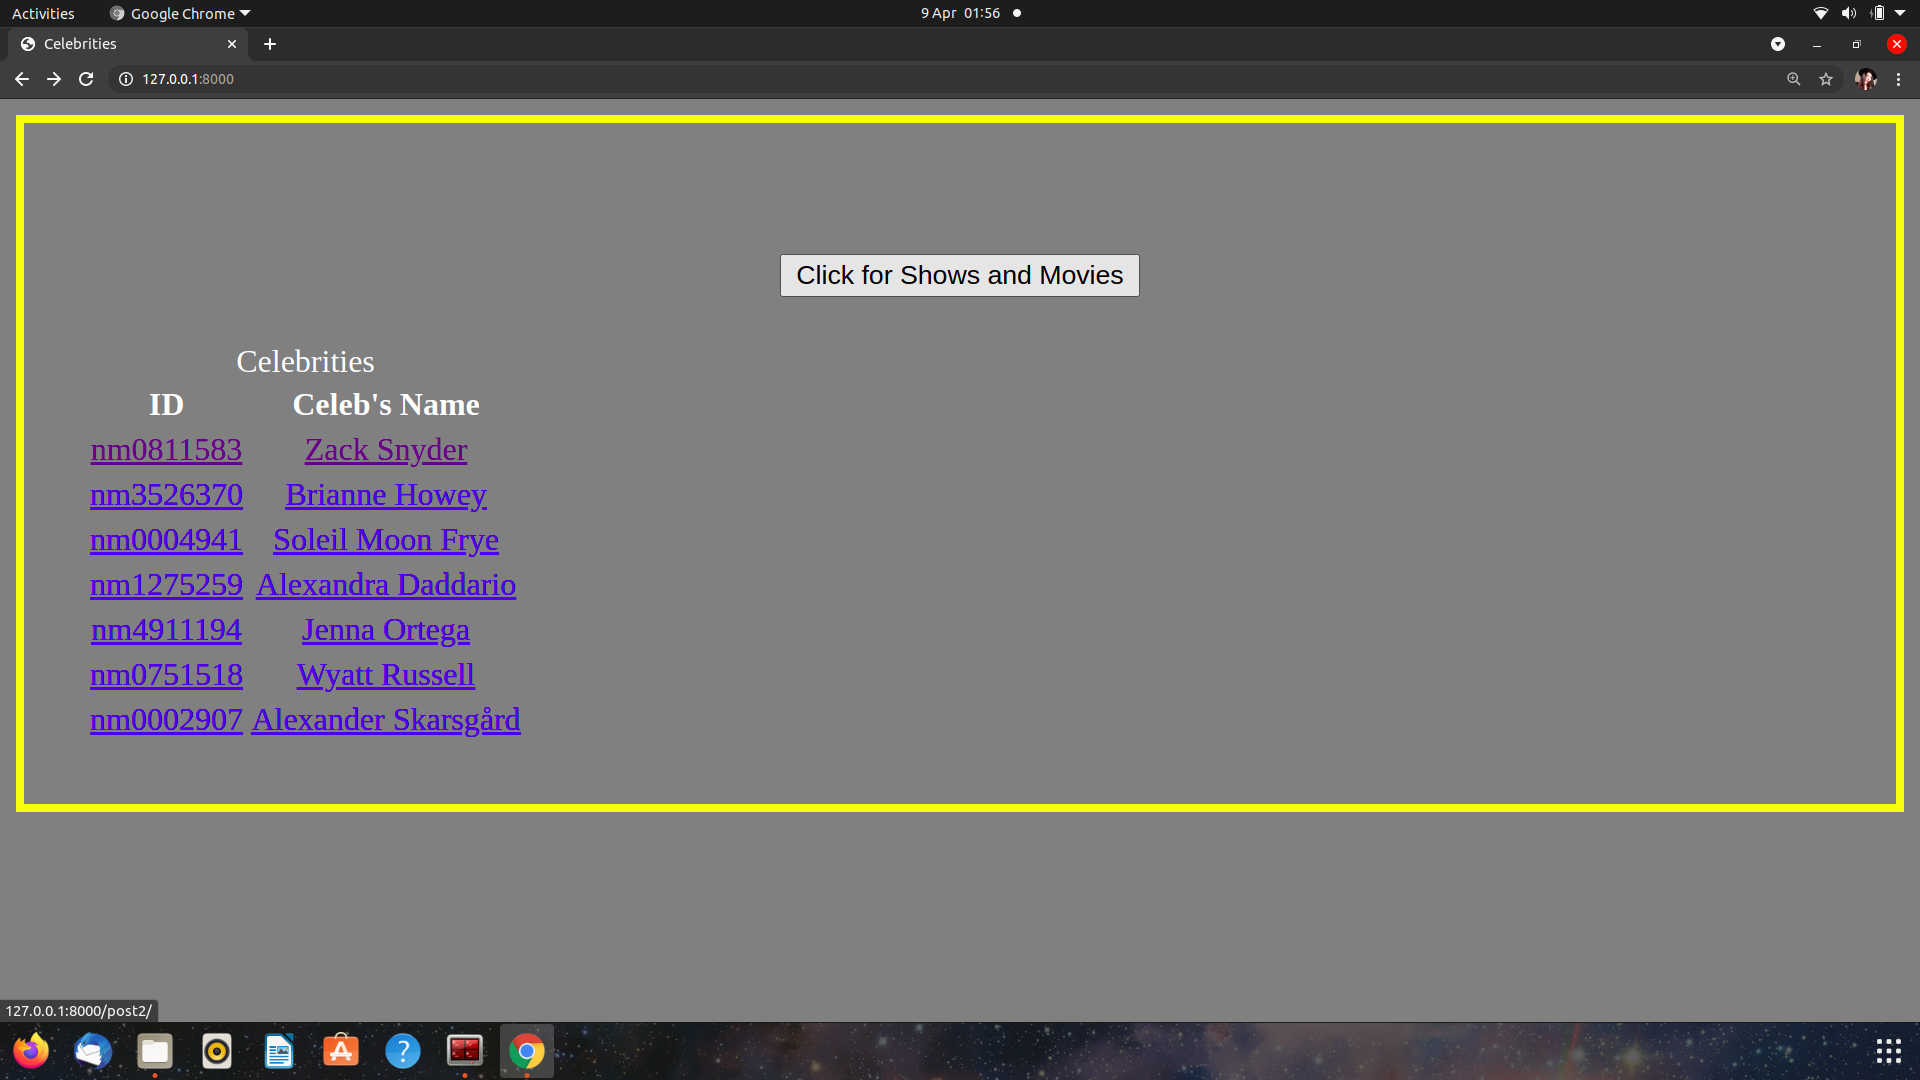 Activities Google Chrome 9 Apr 01:56
Celebrities
127.0.0.1:8000
Click for Shows and Movies
Celebrities
ID Celeb's Name
nm0811583 Zack Snyder
nm3526370 Brianne Howey
nm0004941 Soleil Moon Frye
nm1275259 Alexandra Daddario
nm4911194 Jenna Ortega
nm0751518 Wyatt Russell
nm0002907 Alexander Skarsgård
127.0.0.1:8000/post2/